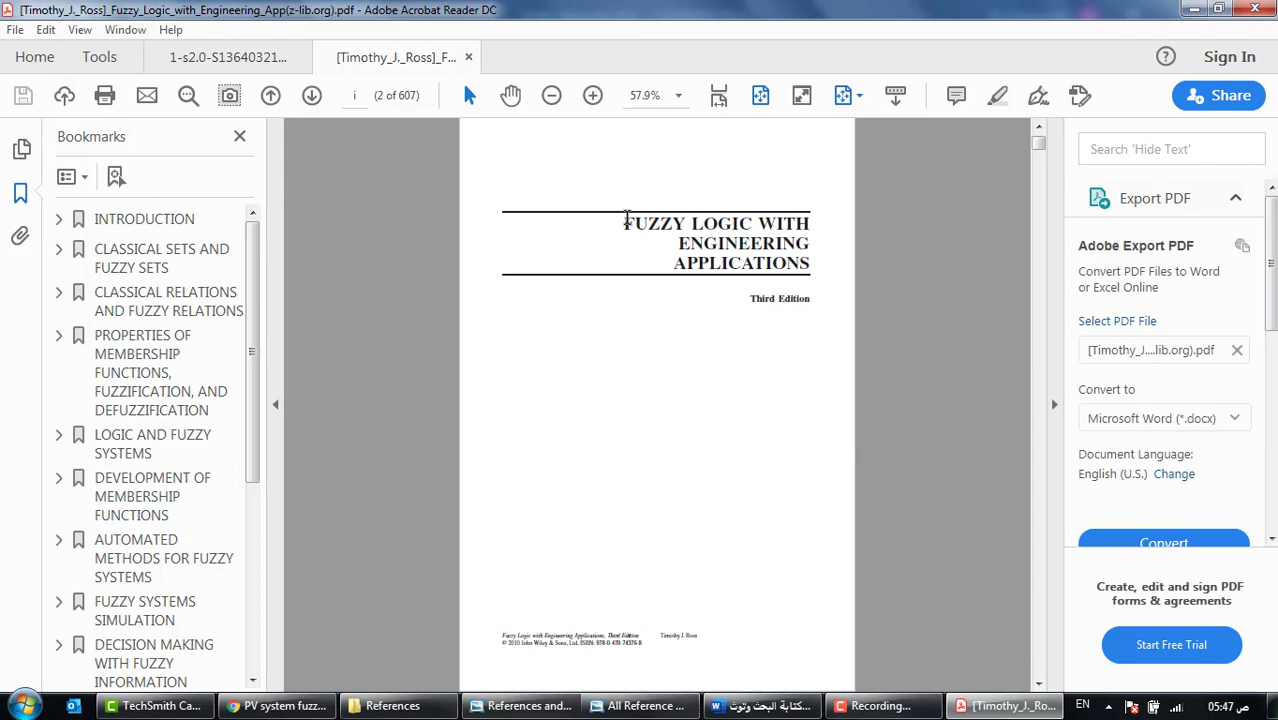 [Timothy_J._Ross]_Fuzzy_Logic_with_Engineering_App(z-lib.org).pdf - Adobe Acrobat Reader DC
File Edit View Window Help
Home Tools 1-s2.0-S13640321... [Timothy_J._Ross]_F... ×
Sign In
i (2 of 607)
57.9%
Share
Bookmarks
INTRODUCTION
CLASSICAL SETS AND
FUZZY SETS
CLASSICAL RELATIONS
AND FUZZY RELATIONS
PROPERTIES OF
MEMBERSHIP
FUNCTIONS,
FUZZIFICATION, AND
DEFUZZIFICATION
LOGIC AND FUZZY
SYSTEMS
DEVELOPMENT OF
MEMBERSHIP
FUNCTIONS
AUTOMATED
METHODS FOR FUZZY
SYSTEMS
FUZZY SYSTEMS
SIMULATION
DECISION MAKING
WITH FUZZY
INFORMATION
FUZZY LOGIC WITH
ENGINEERING
APPLICATIONS
Third Edition
Fuzzy Logic with Engineering Applications, Third Edition Timothy J. Ross
© 2010 John Wiley & Sons, Ltd. ISBN: 978-0-470-74376-8
Search 'Hide Text'
Export PDF
Adobe Export PDF
Convert PDF Files to Word
or Excel Online
Select PDF File
[Timothy_J....lib.org).pdf
Convert to
Microsoft Word (*.docx)
Document Language:
English (U.S.) Change
Convert
Create, edit and sign PDF
forms & agreements
Start Free Trial
TechSmith Ca...
PV system fuzz...
References
References and...
All Reference ...
كتابة البحث وتوث...
Recording...
[Timothy_J._Ro...
EN
05:47 ص